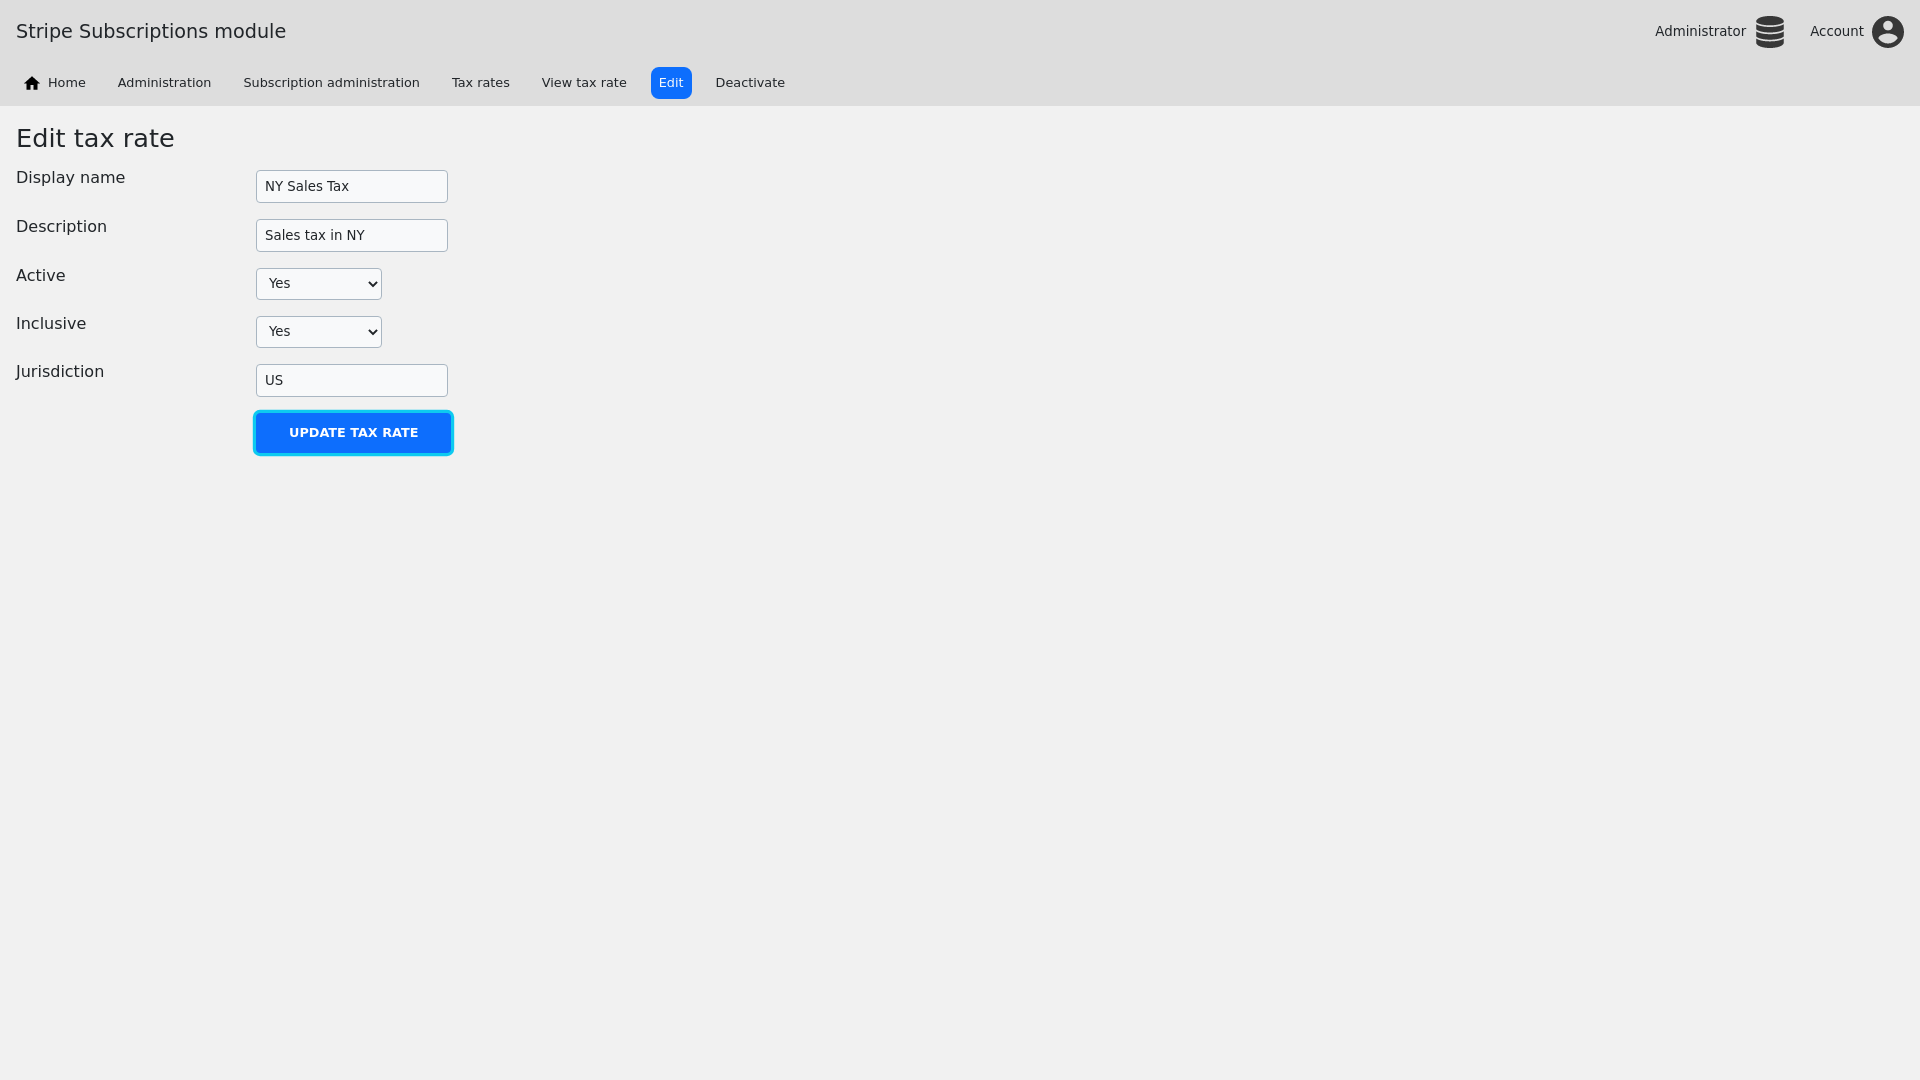 Stripe Subscriptions module
Administrator
Account
Home
Administration
Subscription administration
Tax rates
View tax rate
Edit
Deactivate
Edit tax rate
Display name
NY Sales Tax
Description
Sales tax in NY
Active
Yes
Inclusive
Yes
Jurisdiction
US
UPDATE TAX RATE